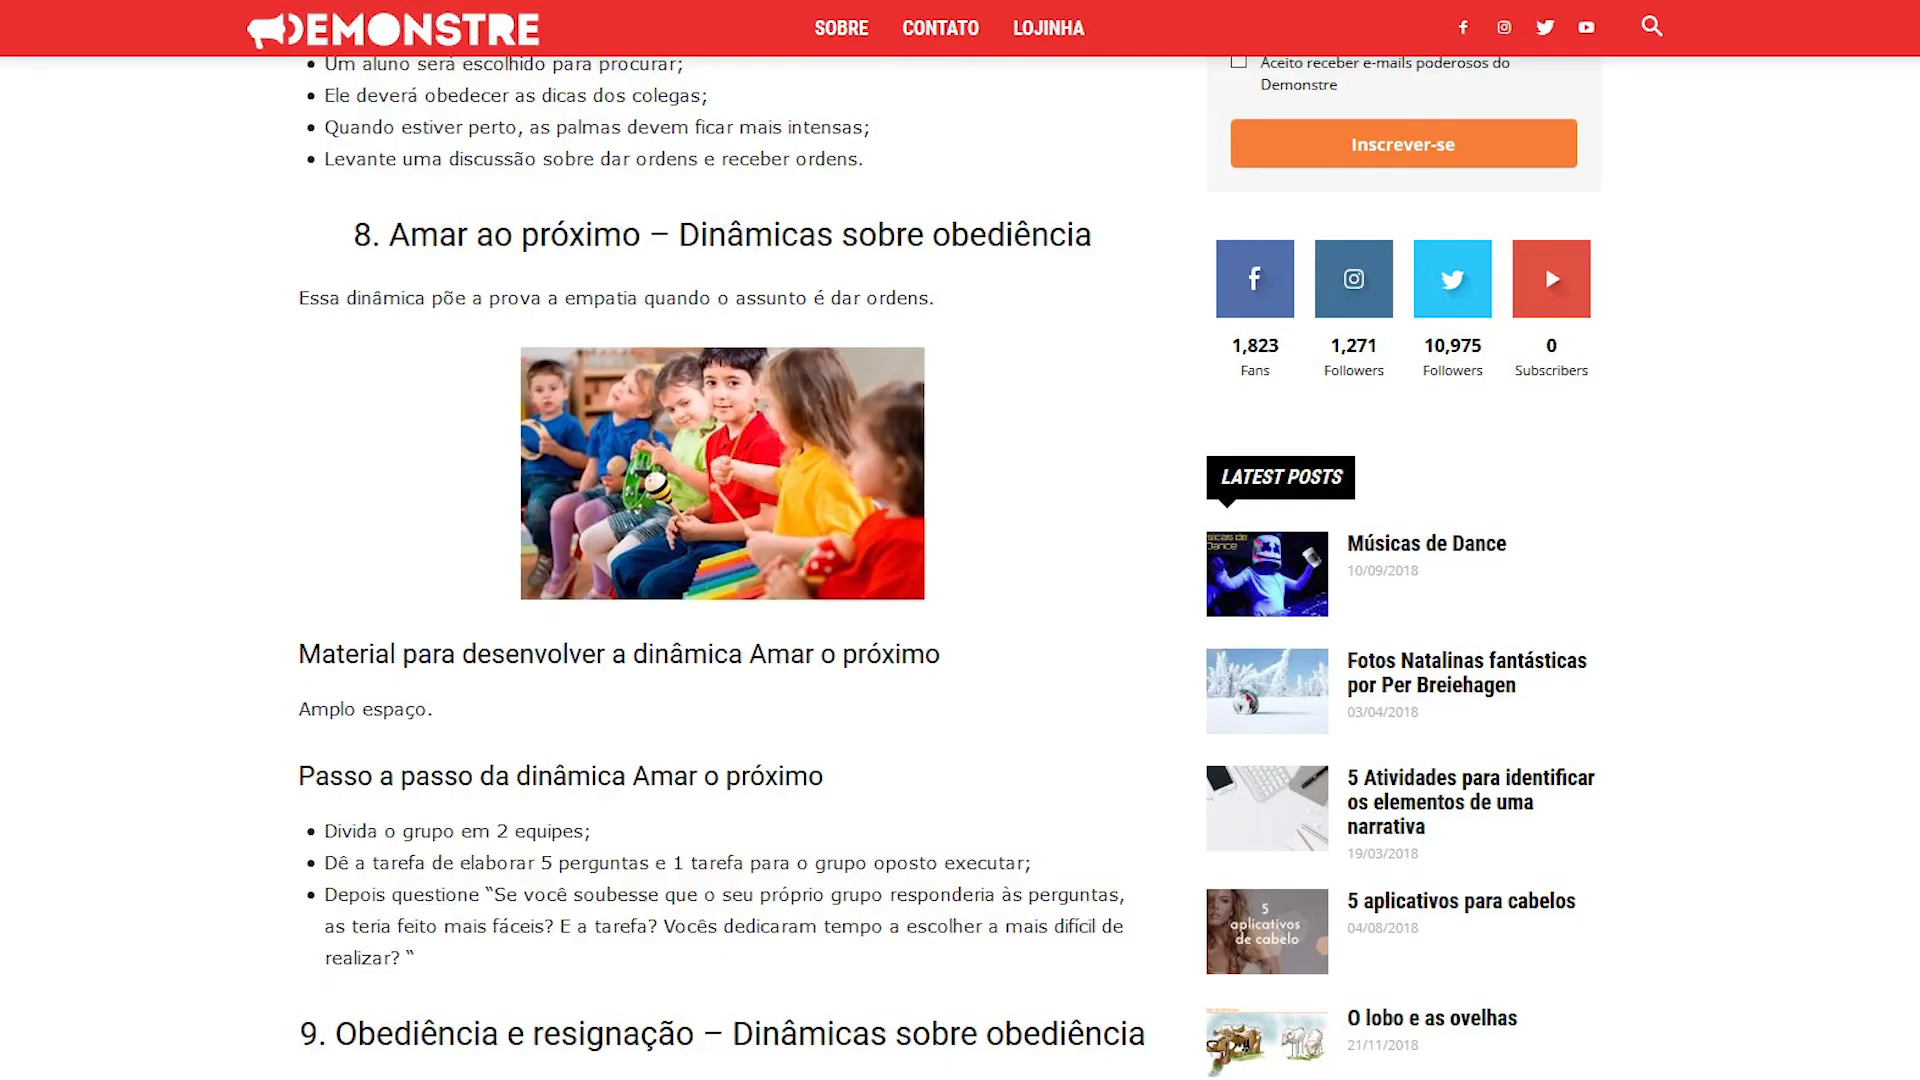 DEMONSTRE
SOBRE
CONTATO
LOJINHA
Um aluno será escolhido para procurar;
Ele deverá obedecer as dicas dos colegas;
Quando estiver perto, as palmas devem ficar mais intensas;
Levante uma discussão sobre dar ordens e receber ordens.
8. Amar ao próximo – Dinâmicas sobre obediência
Essa dinâmica põe a prova a empatia quando o assunto é dar ordens.
Material para desenvolver a dinâmica Amar o próximo
Amplo espaço.
Passo a passo da dinâmica Amar o próximo
Divida o grupo em 2 equipes;
Dê a tarefa de elaborar 5 perguntas e 1 tarefa para o grupo oposto executar;
Depois questione “Se você soubesse que o seu próprio grupo responderia às perguntas,
as teria feito mais fáceis? E a tarefa? Vocês dedicaram tempo a escolher a mais difícil de
realizar? “
9. Obediência e resignação – Dinâmicas sobre obediência
Aceito receber e-mails poderosos do
Demonstre
Inscrever-se
1,823
Fans
1,271
Followers
10,975
Followers
0
Subscribers
LATEST POSTS
sicas de
Dance
Músicas de Dance
10/09/2018
Fotos Natalinas fantásticas
por Per Breiehagen
03/04/2018
5 Atividades para identificar
os elementos de uma
narrativa
19/03/2018
5
aplicativos
de cabelo
5 aplicativos para cabelos
04/08/2018
O lobo e as ovelhas
21/11/2018